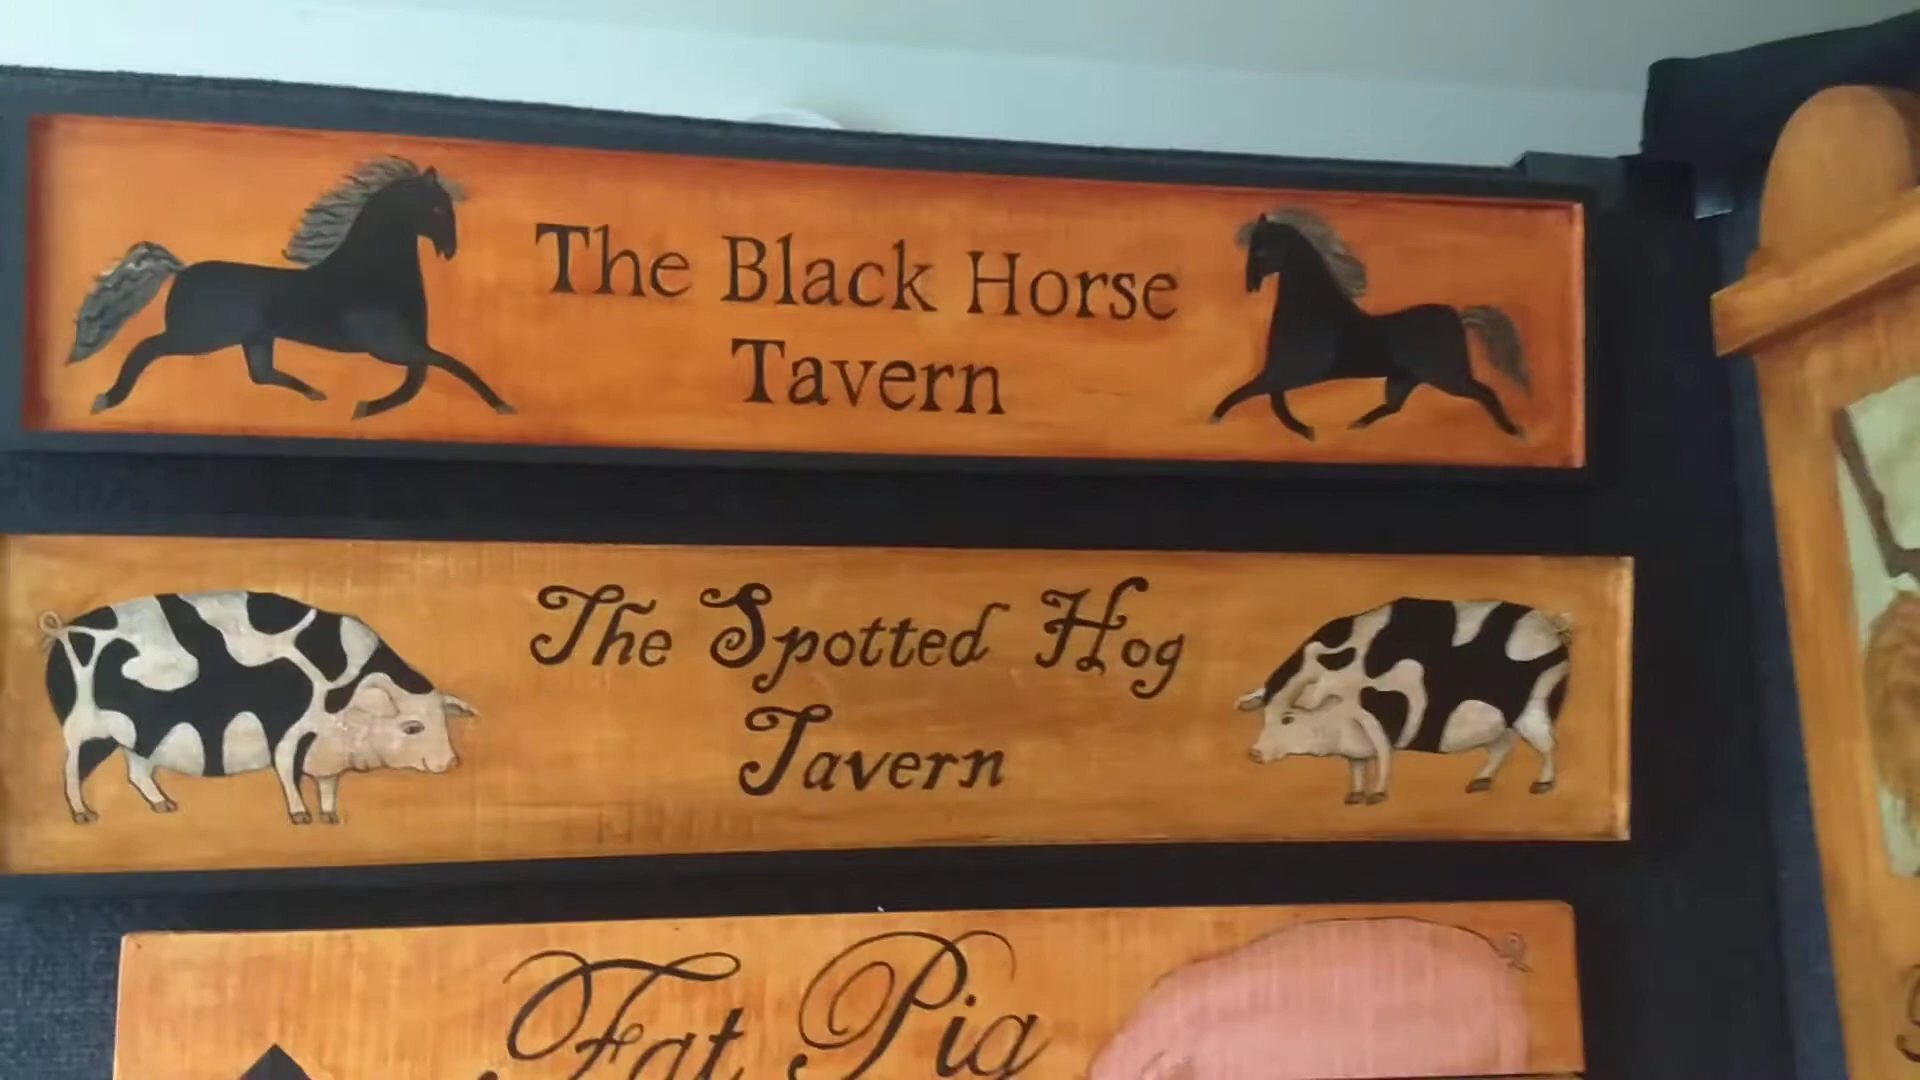 The Black Horse
Tavern
The Spotted Hog
Tavern
Fat Pig